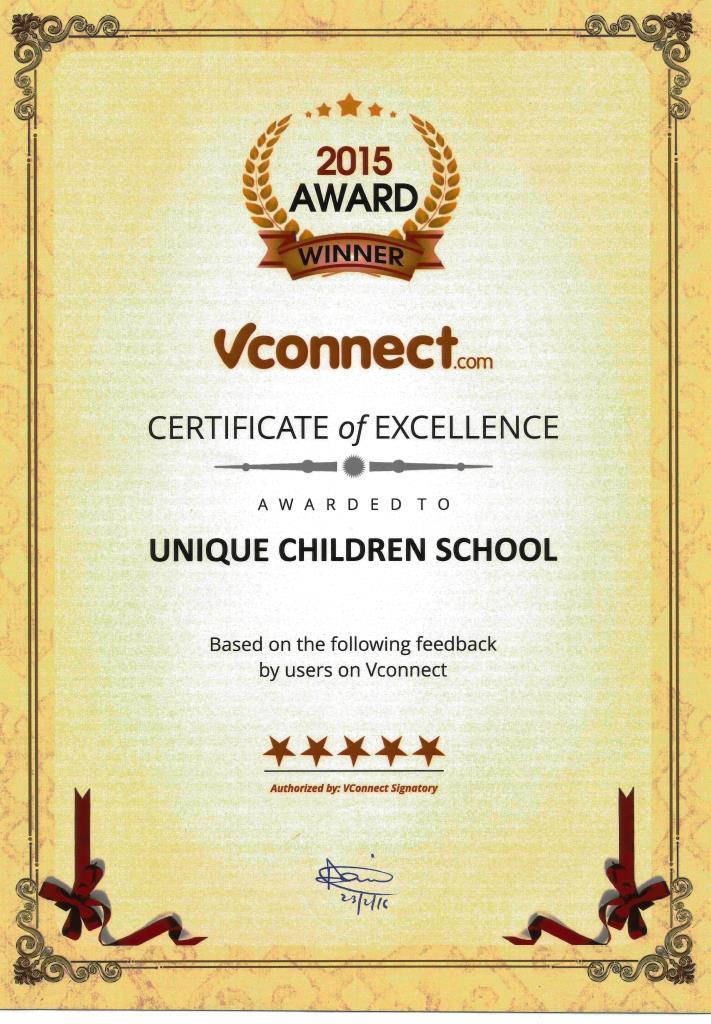 2015
AWARD
WINNER
Vconnect.com
CERTIFICATE of EXCELLENCE
AWARDED TO
UNIQUE CHILDREN SCHOOL
Based on the following feedback
by users on Vconnect
Authorized by: VConnect Signatory
23/2/16